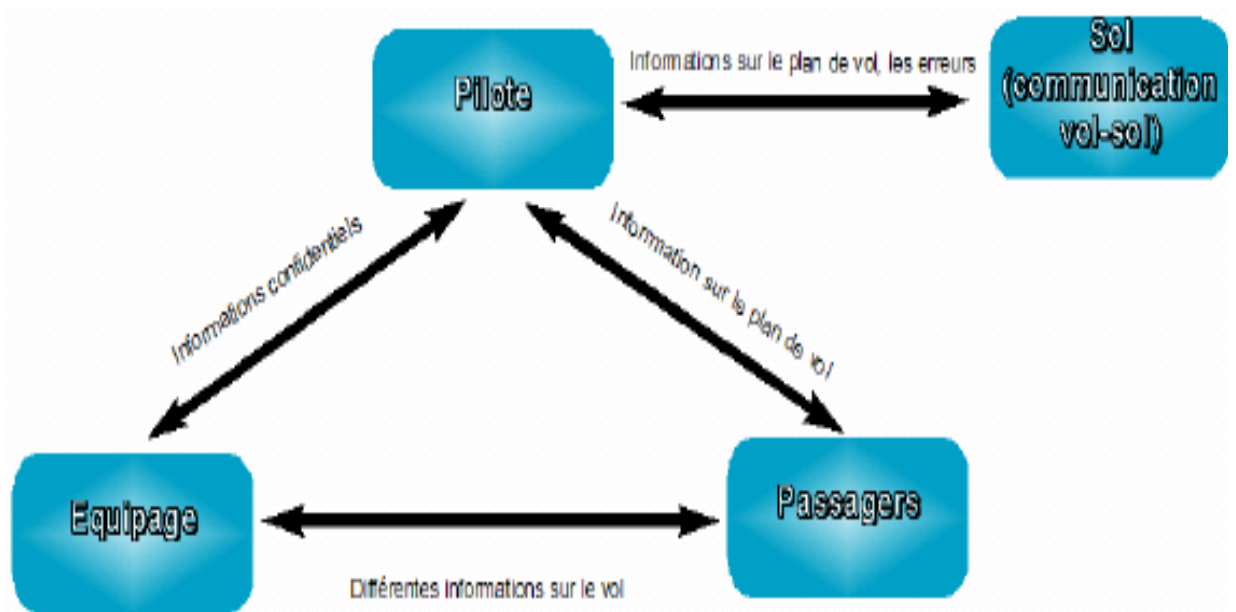 Pilote
Informations sur le plan de vol, les erreurs
Sol
(communication
vol-sol)
Informations confidentiels
Information sur le plan de vol
Equipage
Passagers
Différentes informations sur le vol